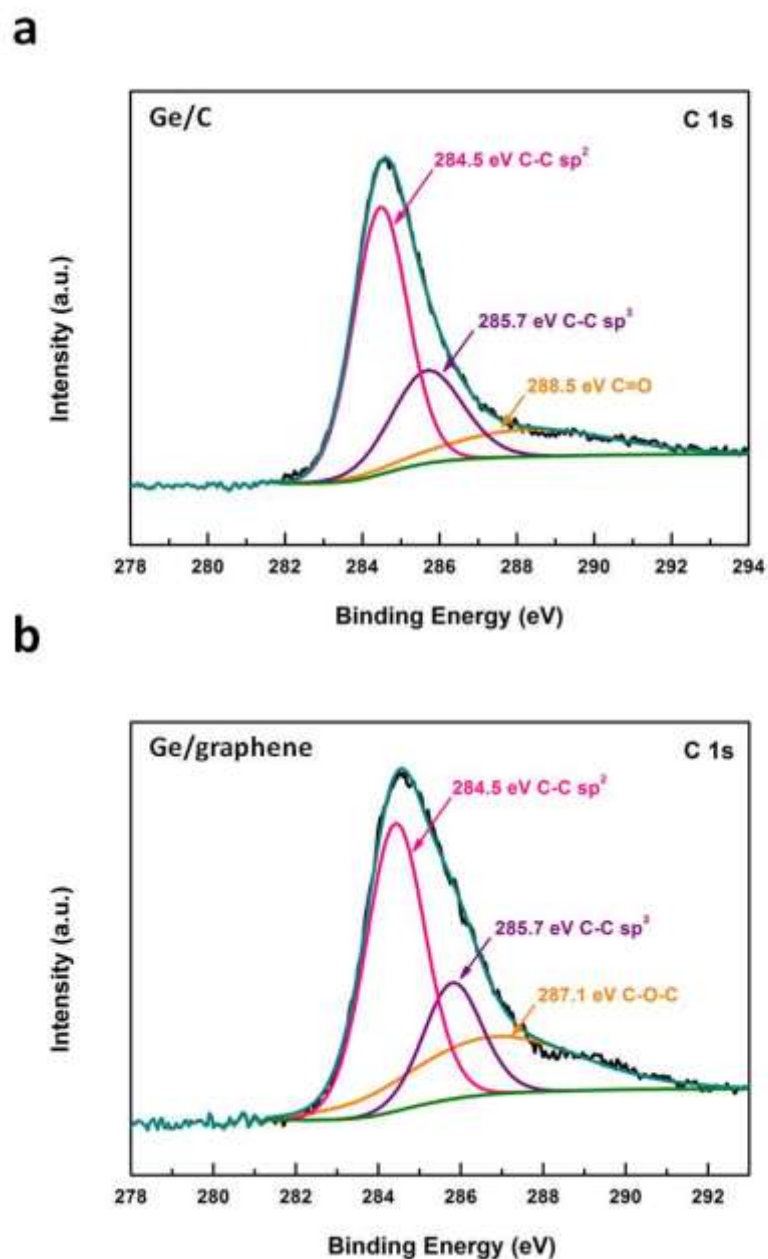 a
Ge/C
C 1s
284.5 eV C-C sp²
285.7 eV C-C sp³
288.5 eV C=O
Intensity (a.u.)
278 280 282 284 286 288 290 292 294
Binding Energy (eV)
b
Ge/graphene
C 1s
284.5 eV C-C sp²
285.7 eV C-C sp³
287.1 eV C-O-C
Intensity (a.u.)
278 280 282 284 286 288 290 292
Binding Energy (eV)